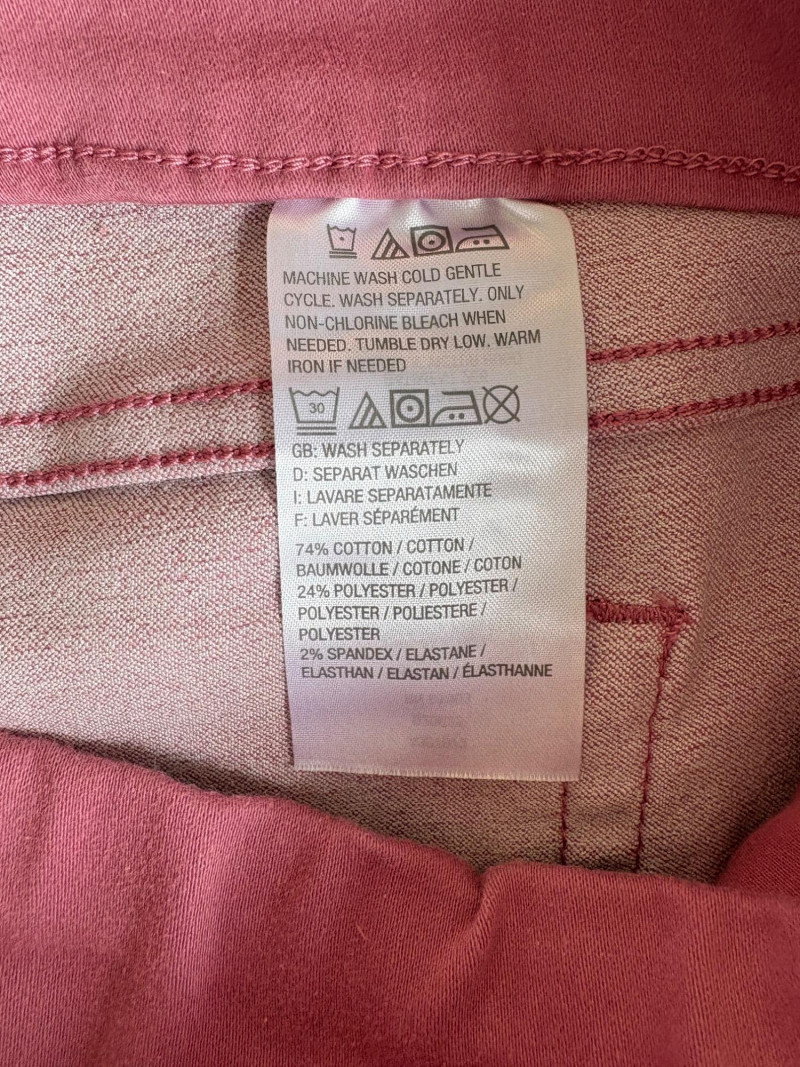 MACHINE WASH COLD GENTLE
CYCLE. WASH SEPARATELY. ONLY
NON-CHLORINE BLEACH WHEN
NEEDED. TUMBLE DRY LOW. WARM
IRON IF NEEDED
30
GB: WASH SEPARATELY
D: SEPARAT WASCHEN
I: LAVARE SEPARATAMENTE
F: LAVER SÉPARÉMENT
74% COTTON / COTTON /
BAUMWOLLE / COTONE / COTON
24% POLYESTER / POLYESTER /
POLYESTER / POLIESTERE /
POLYESTER
2% SPANDEX / ELASTANE /
ELASTHAN / ELASTAN / ÉLASTHANNE